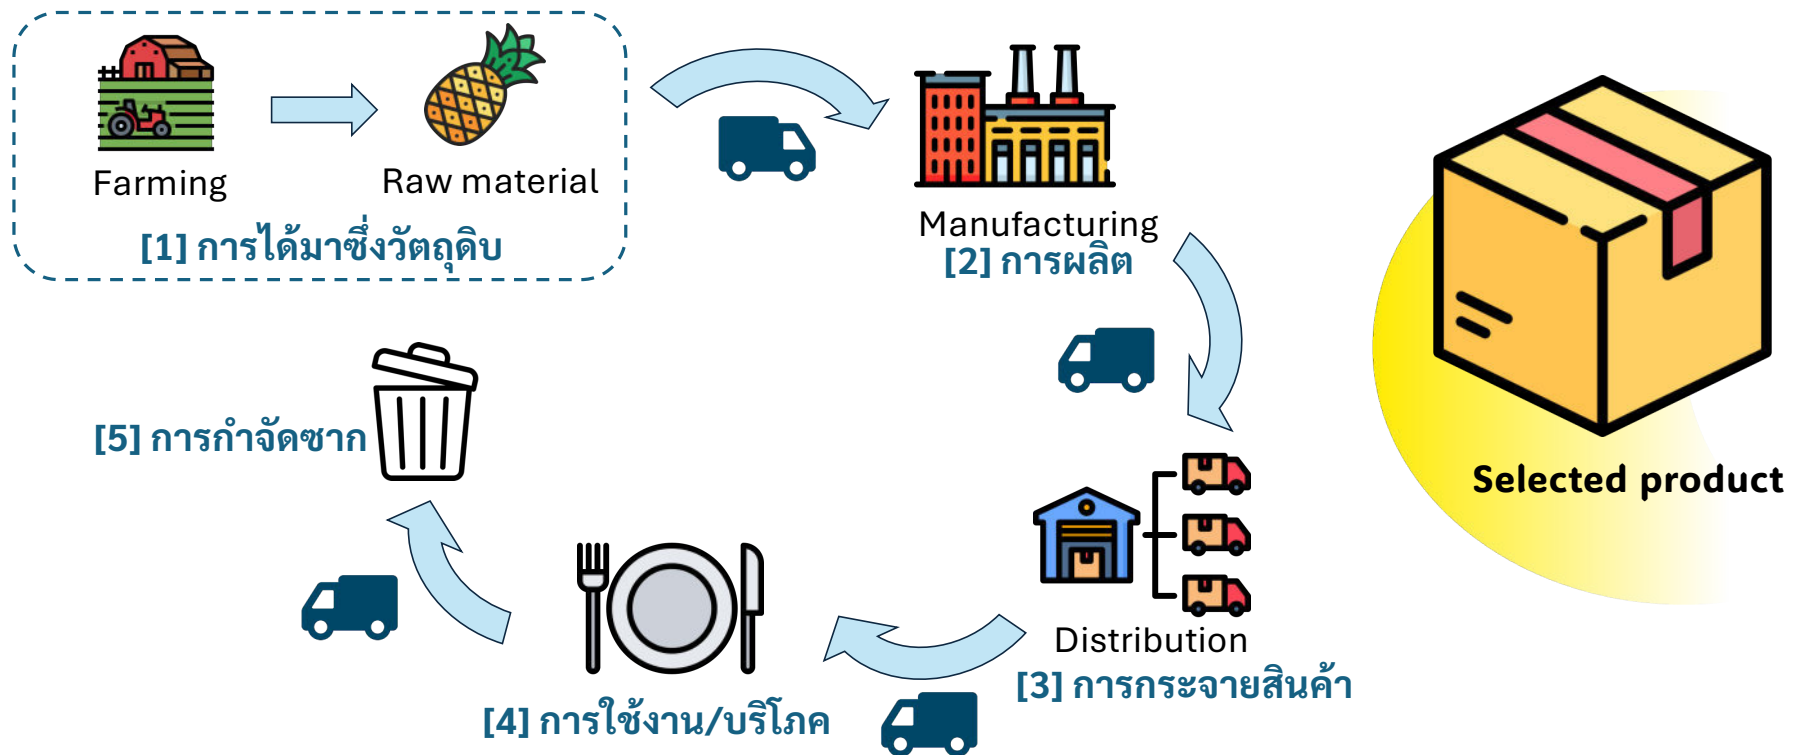 Farming
Raw material
[1] การได้มาซึ่งวัตถุดิบ
Manufacturing
[2] การผลิต
Selected product
Distribution
[3] การกระจายสินค้า
[4] การใช้งาน/บริโภค
[5] การกำจัดซาก